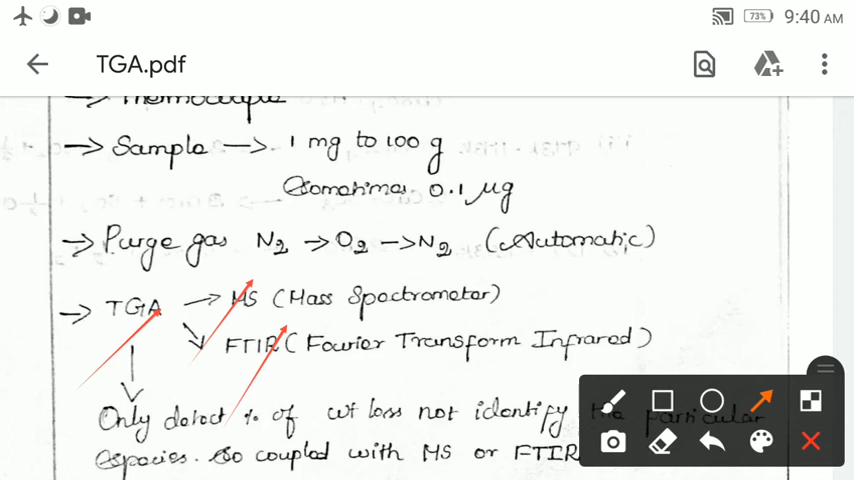 73%
9:40 AM
TGA.pdf
→ Thermocouple
→ Sample → 1 mg to 100 g
Sometimes 0.1 μg
→ Purge gas N2 → O2 → N2 (Automatic)
→ TGA → MS (Mass Spectrometer)
↘ FTIR (Fourier Transform Infrared)
Only detect % of wt loss not identify the particular
espacies. So coupled with MS or FTIR